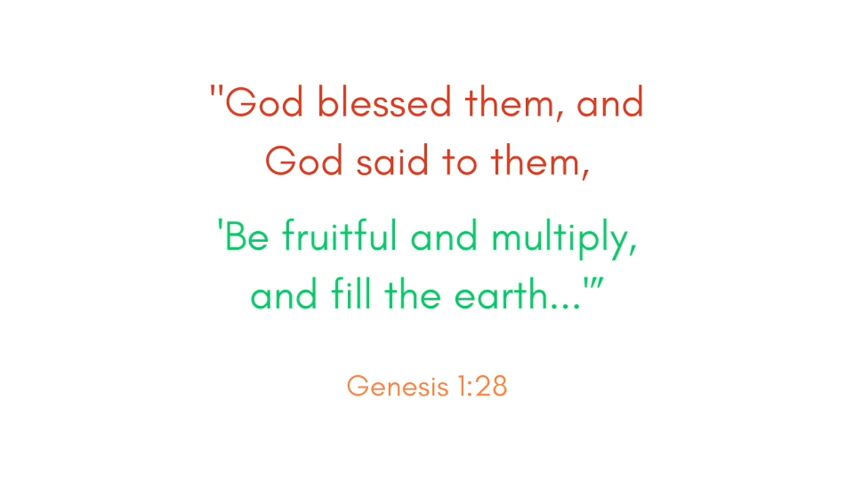 "God blessed them, and
God said to them,
'Be fruitful and multiply,
and fill the earth...'”
Genesis 1:28